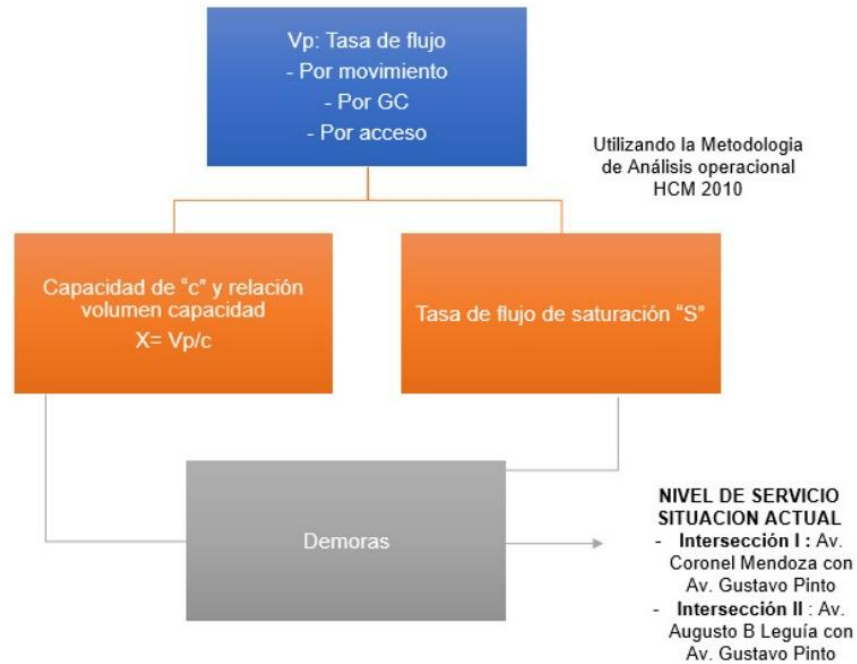 Vp: Tasa de flujo
- Por movimiento
- Por GC
- Por acceso
Utilizando la Metodologia
de Análisis operacional
HCM 2010
Capacidad de “c” y relación
volumen capacidad
X= Vp/c
Tasa de flujo de saturación “S”
Demoras
NIVEL DE SERVICIO
SITUACION ACTUAL
- Intersección I : Av.
Coronel Mendoza con
Av. Gustavo Pinto
- Intersección II : Av.
Augusto B Leguía con
Av. Gustavo Pinto